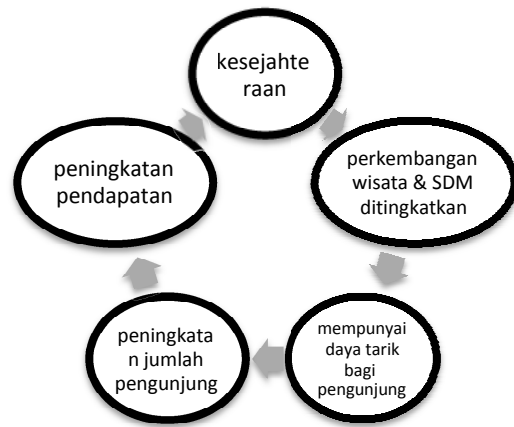 kesejahte
raan
perkembangan
wisata & SDM
ditingkatkan
mempunyai
daya tarik
bagi
pengunjung
peningkata
n jumlah
pengunjung
peningkatan
pendapatan